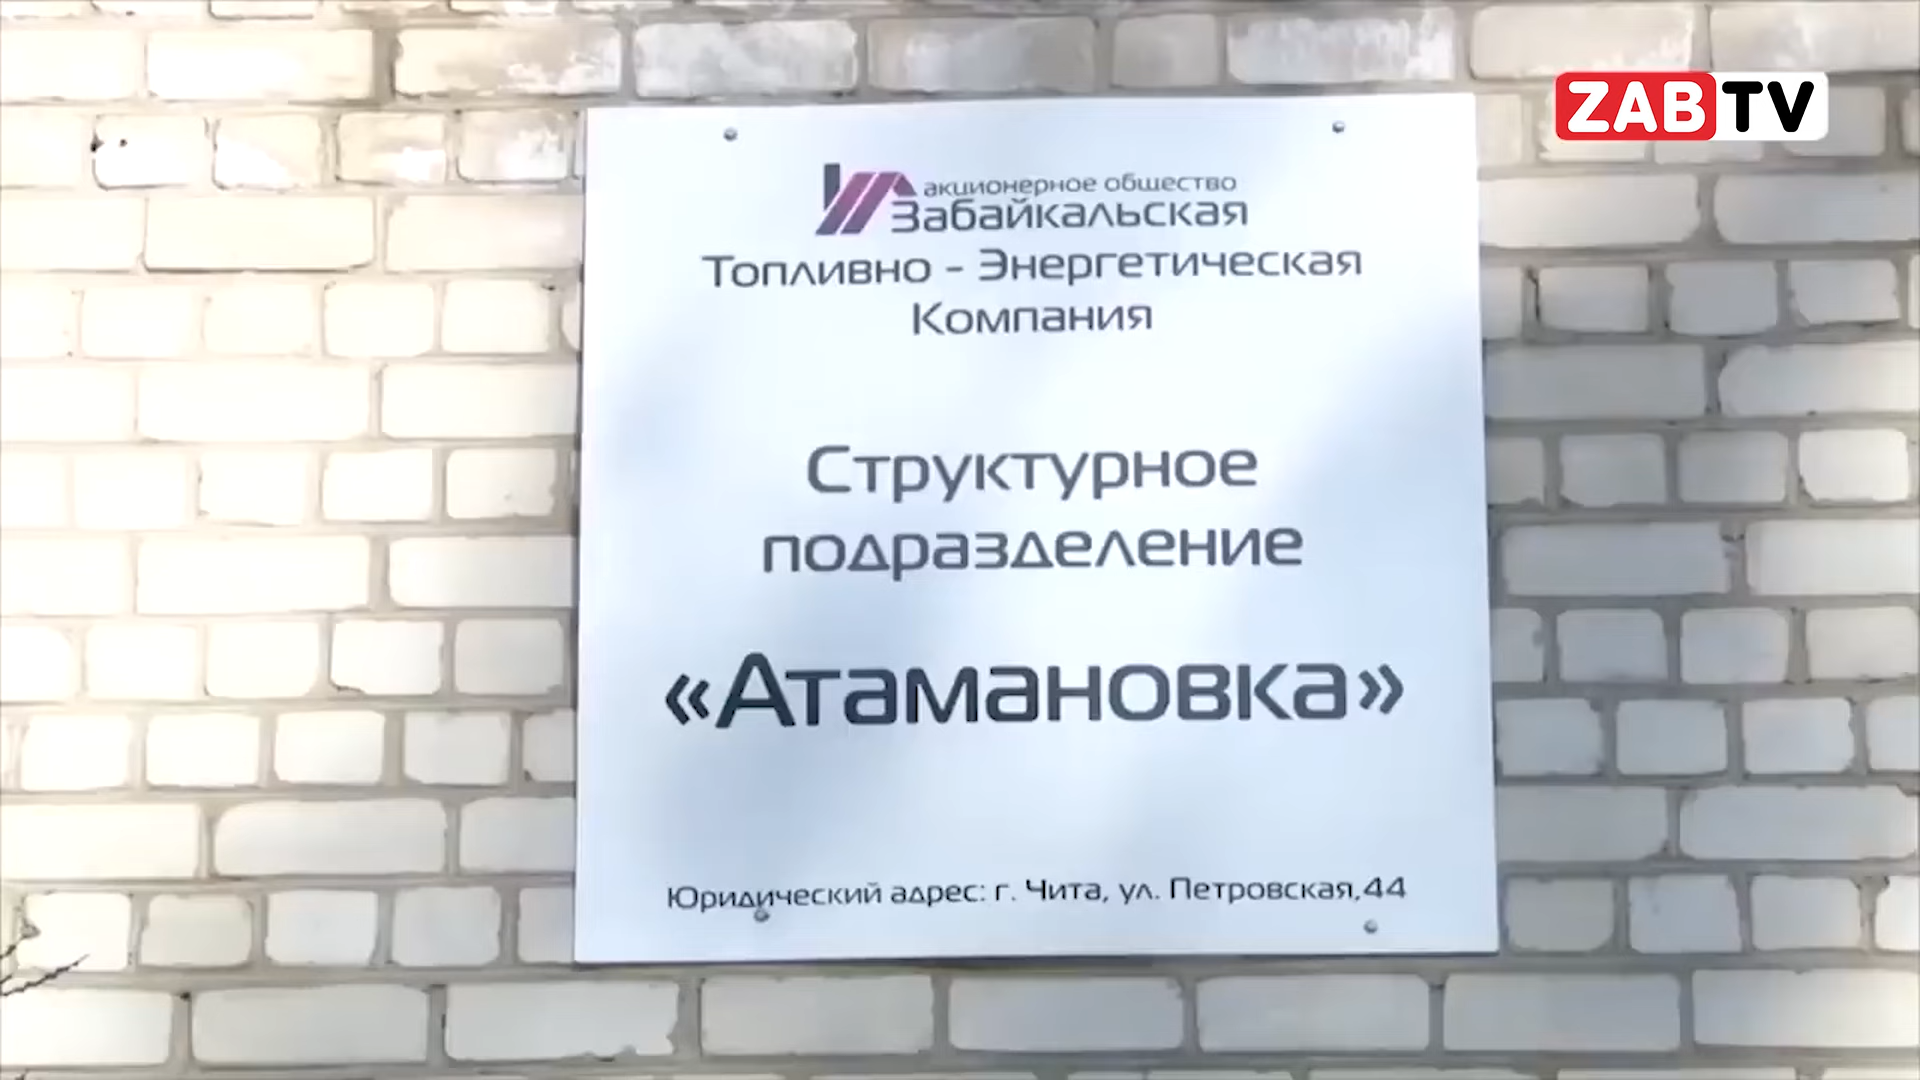 ZABTV
акционерное общество
Забайкальская
Топливно - Энергетическая
Компания
Структурное
подразделение
«Атамановка»
Юридический адрес: г. Чита, ул. Петровская,44